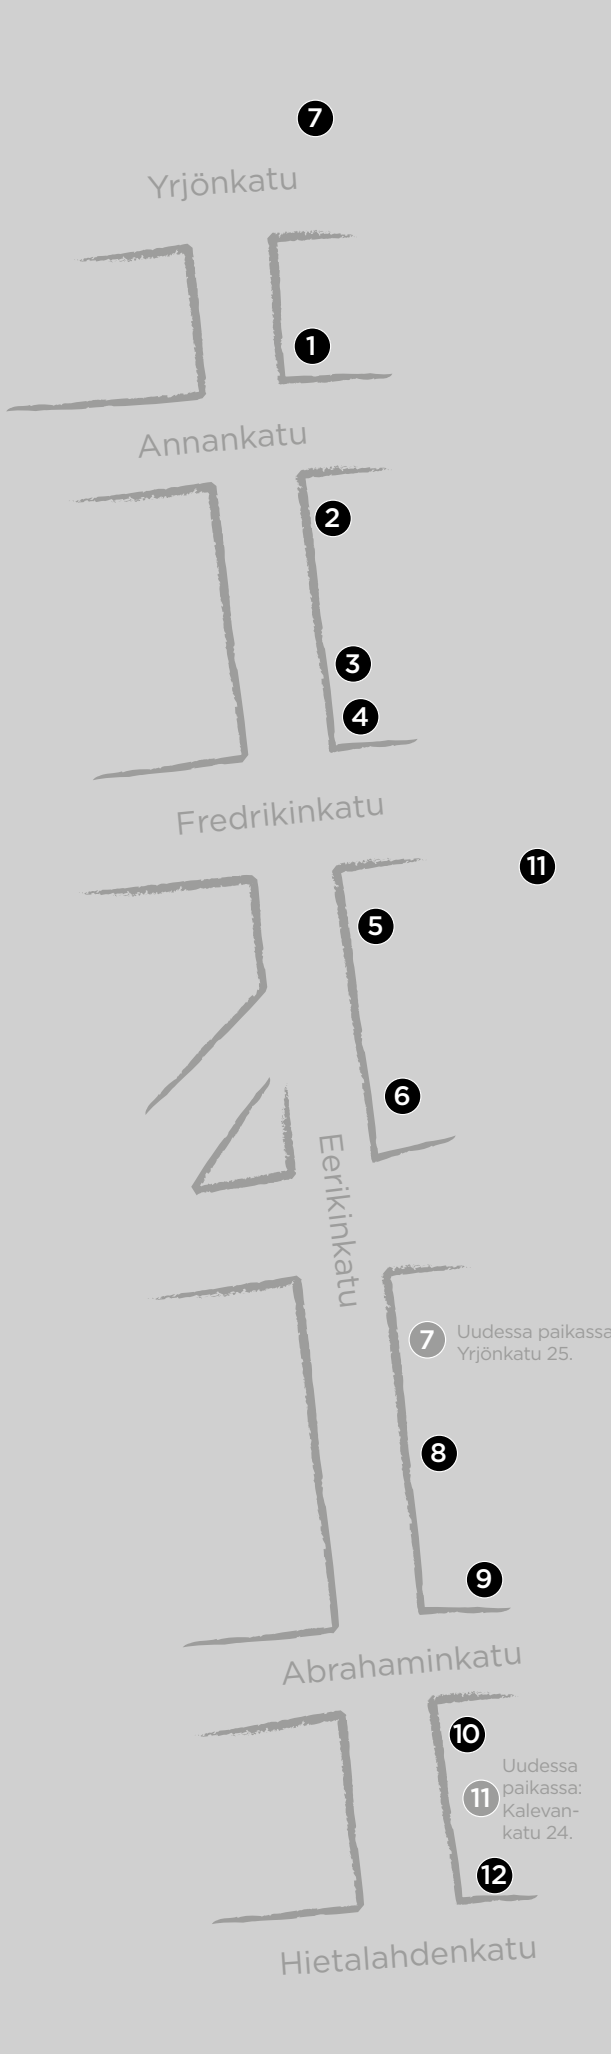 7
Yrjönkatu
1
Annankatu
2
3
4
Fredrikinkatu
11
5
6
Eerikinkatu
7
Uudessa paikassa
Yrjönkatu 25.
8
9
Abrahaminkatu
10
Uudessa
paikassa:
11
Kalevan-
katu 24.
12
Hietalahdenkatu